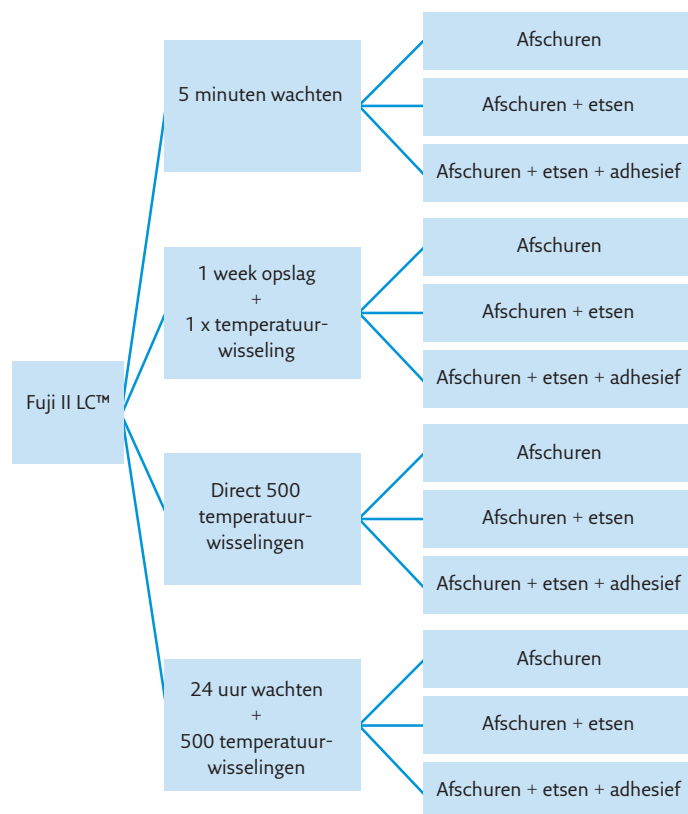 Fuji II LC™
5 minuten wachten
Afschuren
Afschuren + etsen
Afschuren + etsen + adhesief
1 week opslag
+
1 x temperatuur-
wisseling
Afschuren
Afschuren + etsen
Afschuren + etsen + adhesief
Direct 500
temperatuur-
wisselingen
Afschuren
Afschuren + etsen
Afschuren + etsen + adhesief
24 uur wachten
+
500 temperatuur-
wisselingen
Afschuren
Afschuren + etsen
Afschuren + etsen + adhesief